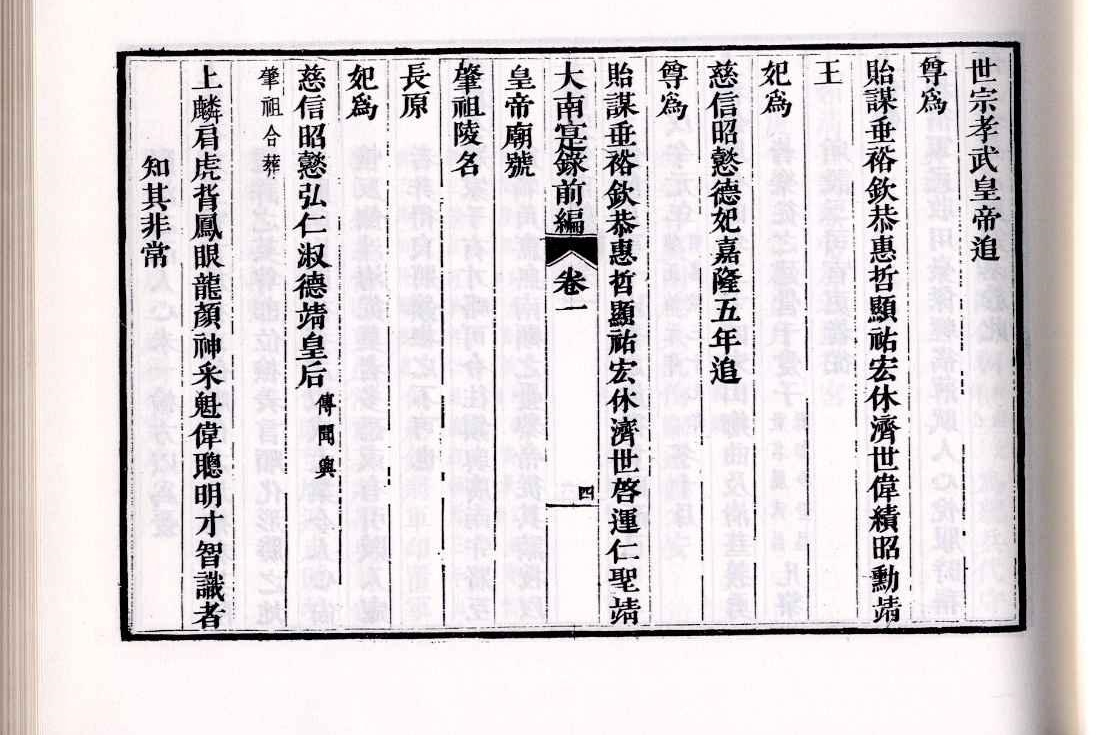 世宗孝武皇帝追
尊爲
貽謀垂裕欽恭惠哲顯祐宏休濟世偉績昭勳靖
王
妃爲
慈信昭懿德妃嘉隆五年追
尊爲
貽謀垂裕欽恭惠哲顯祐宏休濟世啓運仁聖靖
大南寔錄前編 卷一 四
皇帝廟號
肇祖陵名
長原
妃爲
慈信昭懿弘仁淑德靖皇后 傳聞與
肇祖合葬
上麟肩虎背鳳眼龍顏神采魁偉聰明才智識者
知其非常